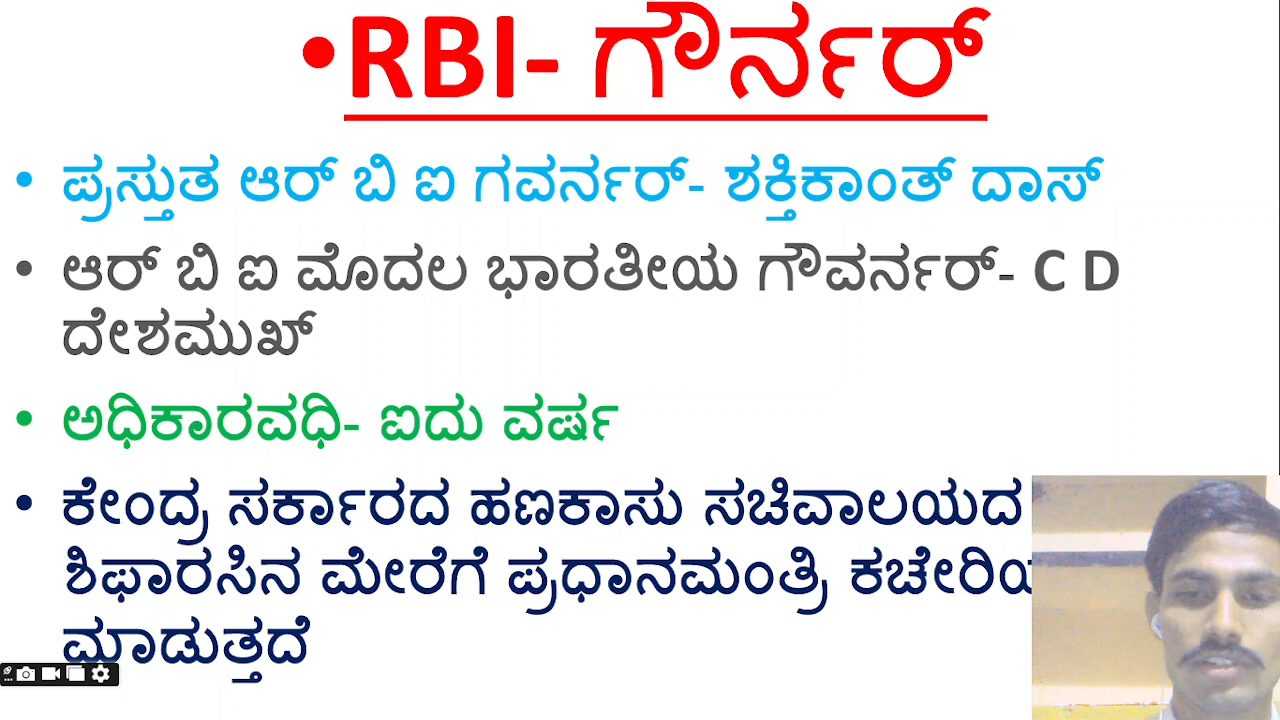 •RBI- ಗೌರ್ನರ್
• ಪ್ರಸ್ತುತ ಆರ್ ಬಿ ಐ ಗವರ್ನರ್- ಶಕ್ತಿಕಾಂತ್ ದಾಸ್
• ಆರ್ ಬಿ ಐ ಮೊದಲ ಭಾರತೀಯ ಗೌವರ್ನರ್- C D
ದೇಶಮುಖ್
• ಅಧಿಕಾರವಧಿ- ಐದು ವರ್ಷ
• ಕೇಂದ್ರ ಸರ್ಕಾರದ ಹಣಕಾಸು ಸಚಿವಾಲಯದ
ಶಿಫಾರಸಿನ ಮೇರೆಗೆ ಪ್ರಧಾನಮಂತ್ರಿ
ಮಾಡುತ್ತದೆ